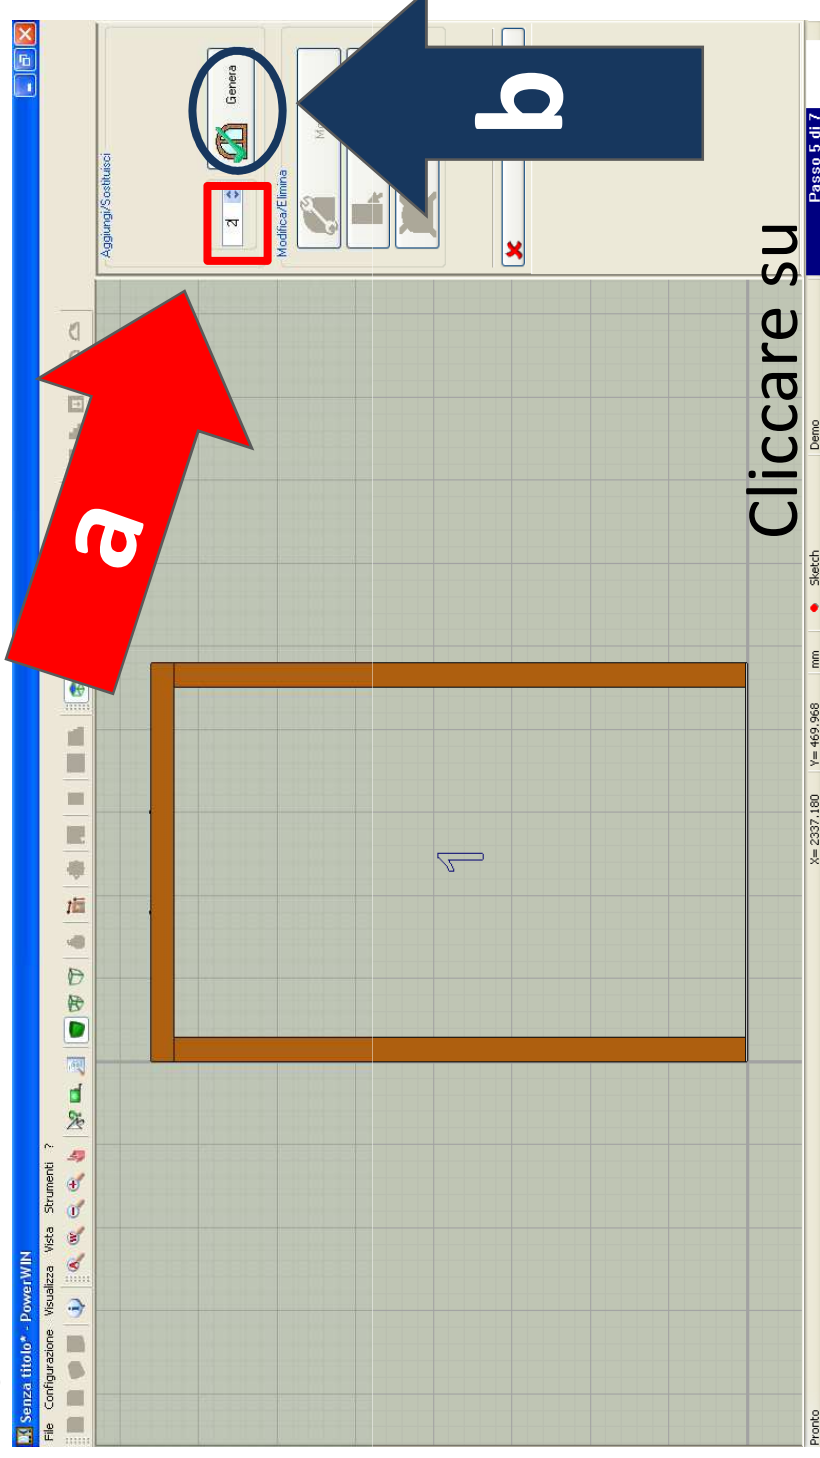 Senza titolo* - PowerWIN
File Configurazione Visualizza Vista Strumenti ?
a
Aggiungi/Sostituisci
2
Genera
Modifica/Elimina
b
1
Cliccare su
Pronto
X= 2337.180 Y= 469.968 mm Sketch Demo Passo 5 di 7